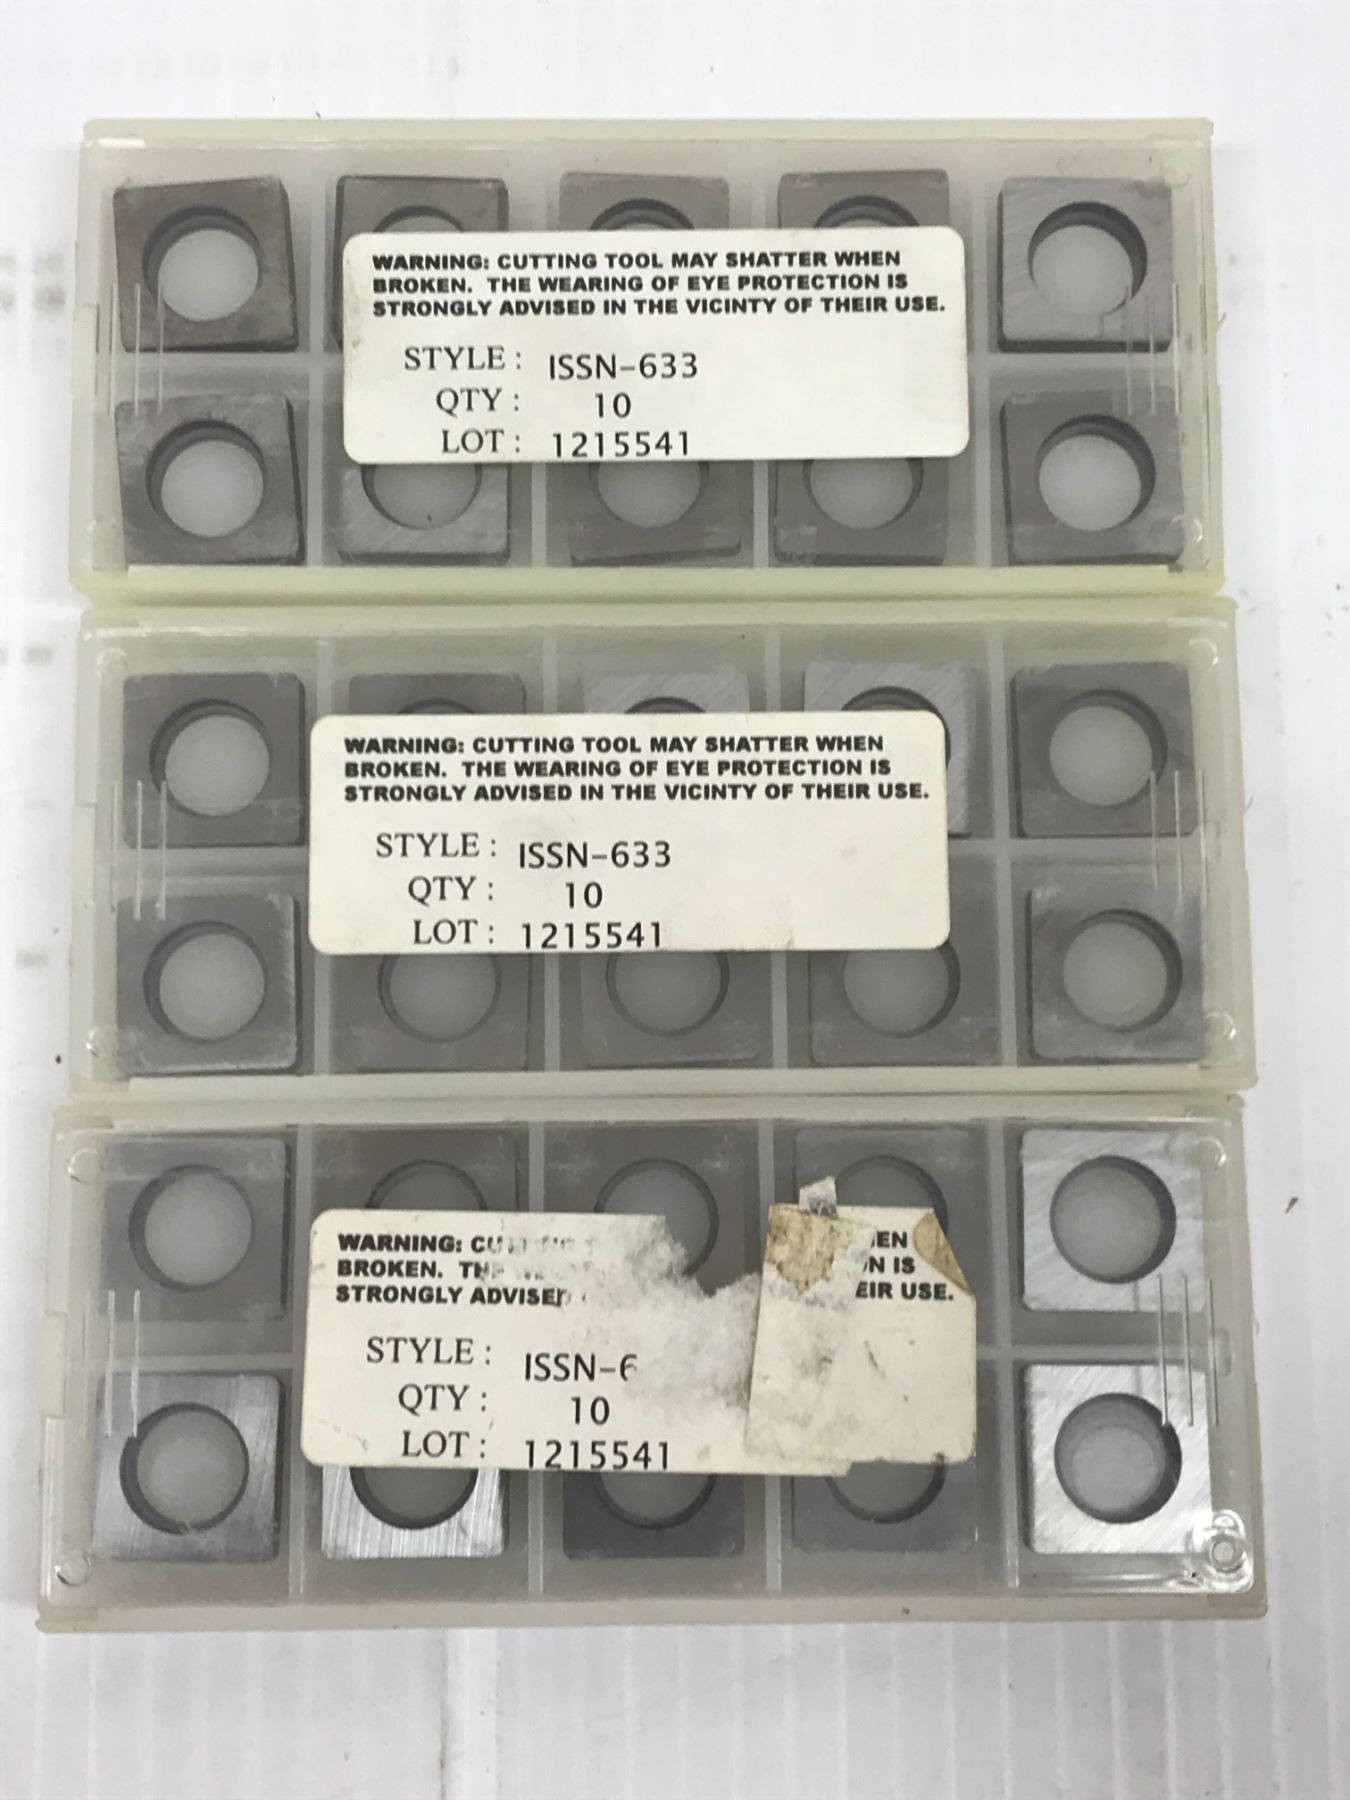 WARNING: CUTTING TOOL MAY SHATTER WHEN
BROKEN. THE WEARING OF EYE PROTECTION IS
STRONGLY ADVISED IN THE VICINTY OF THEIR USE.
STYLE : ISSN-633
QTY : 10
LOT : 1215541
WARNING: CUTTING TOOL MAY SHATTER WHEN
BROKEN. THE WEARING OF EYE PROTECTION IS
STRONGLY ADVISED IN THE VICINTY OF THEIR USE.
STYLE : ISSN-633
QTY : 10
LOT : 1215541
WARNING:
BROKEN. IS
STRONGLY USE.
STYLE : ISSN-6
QTY : 10
LOT : 1215541